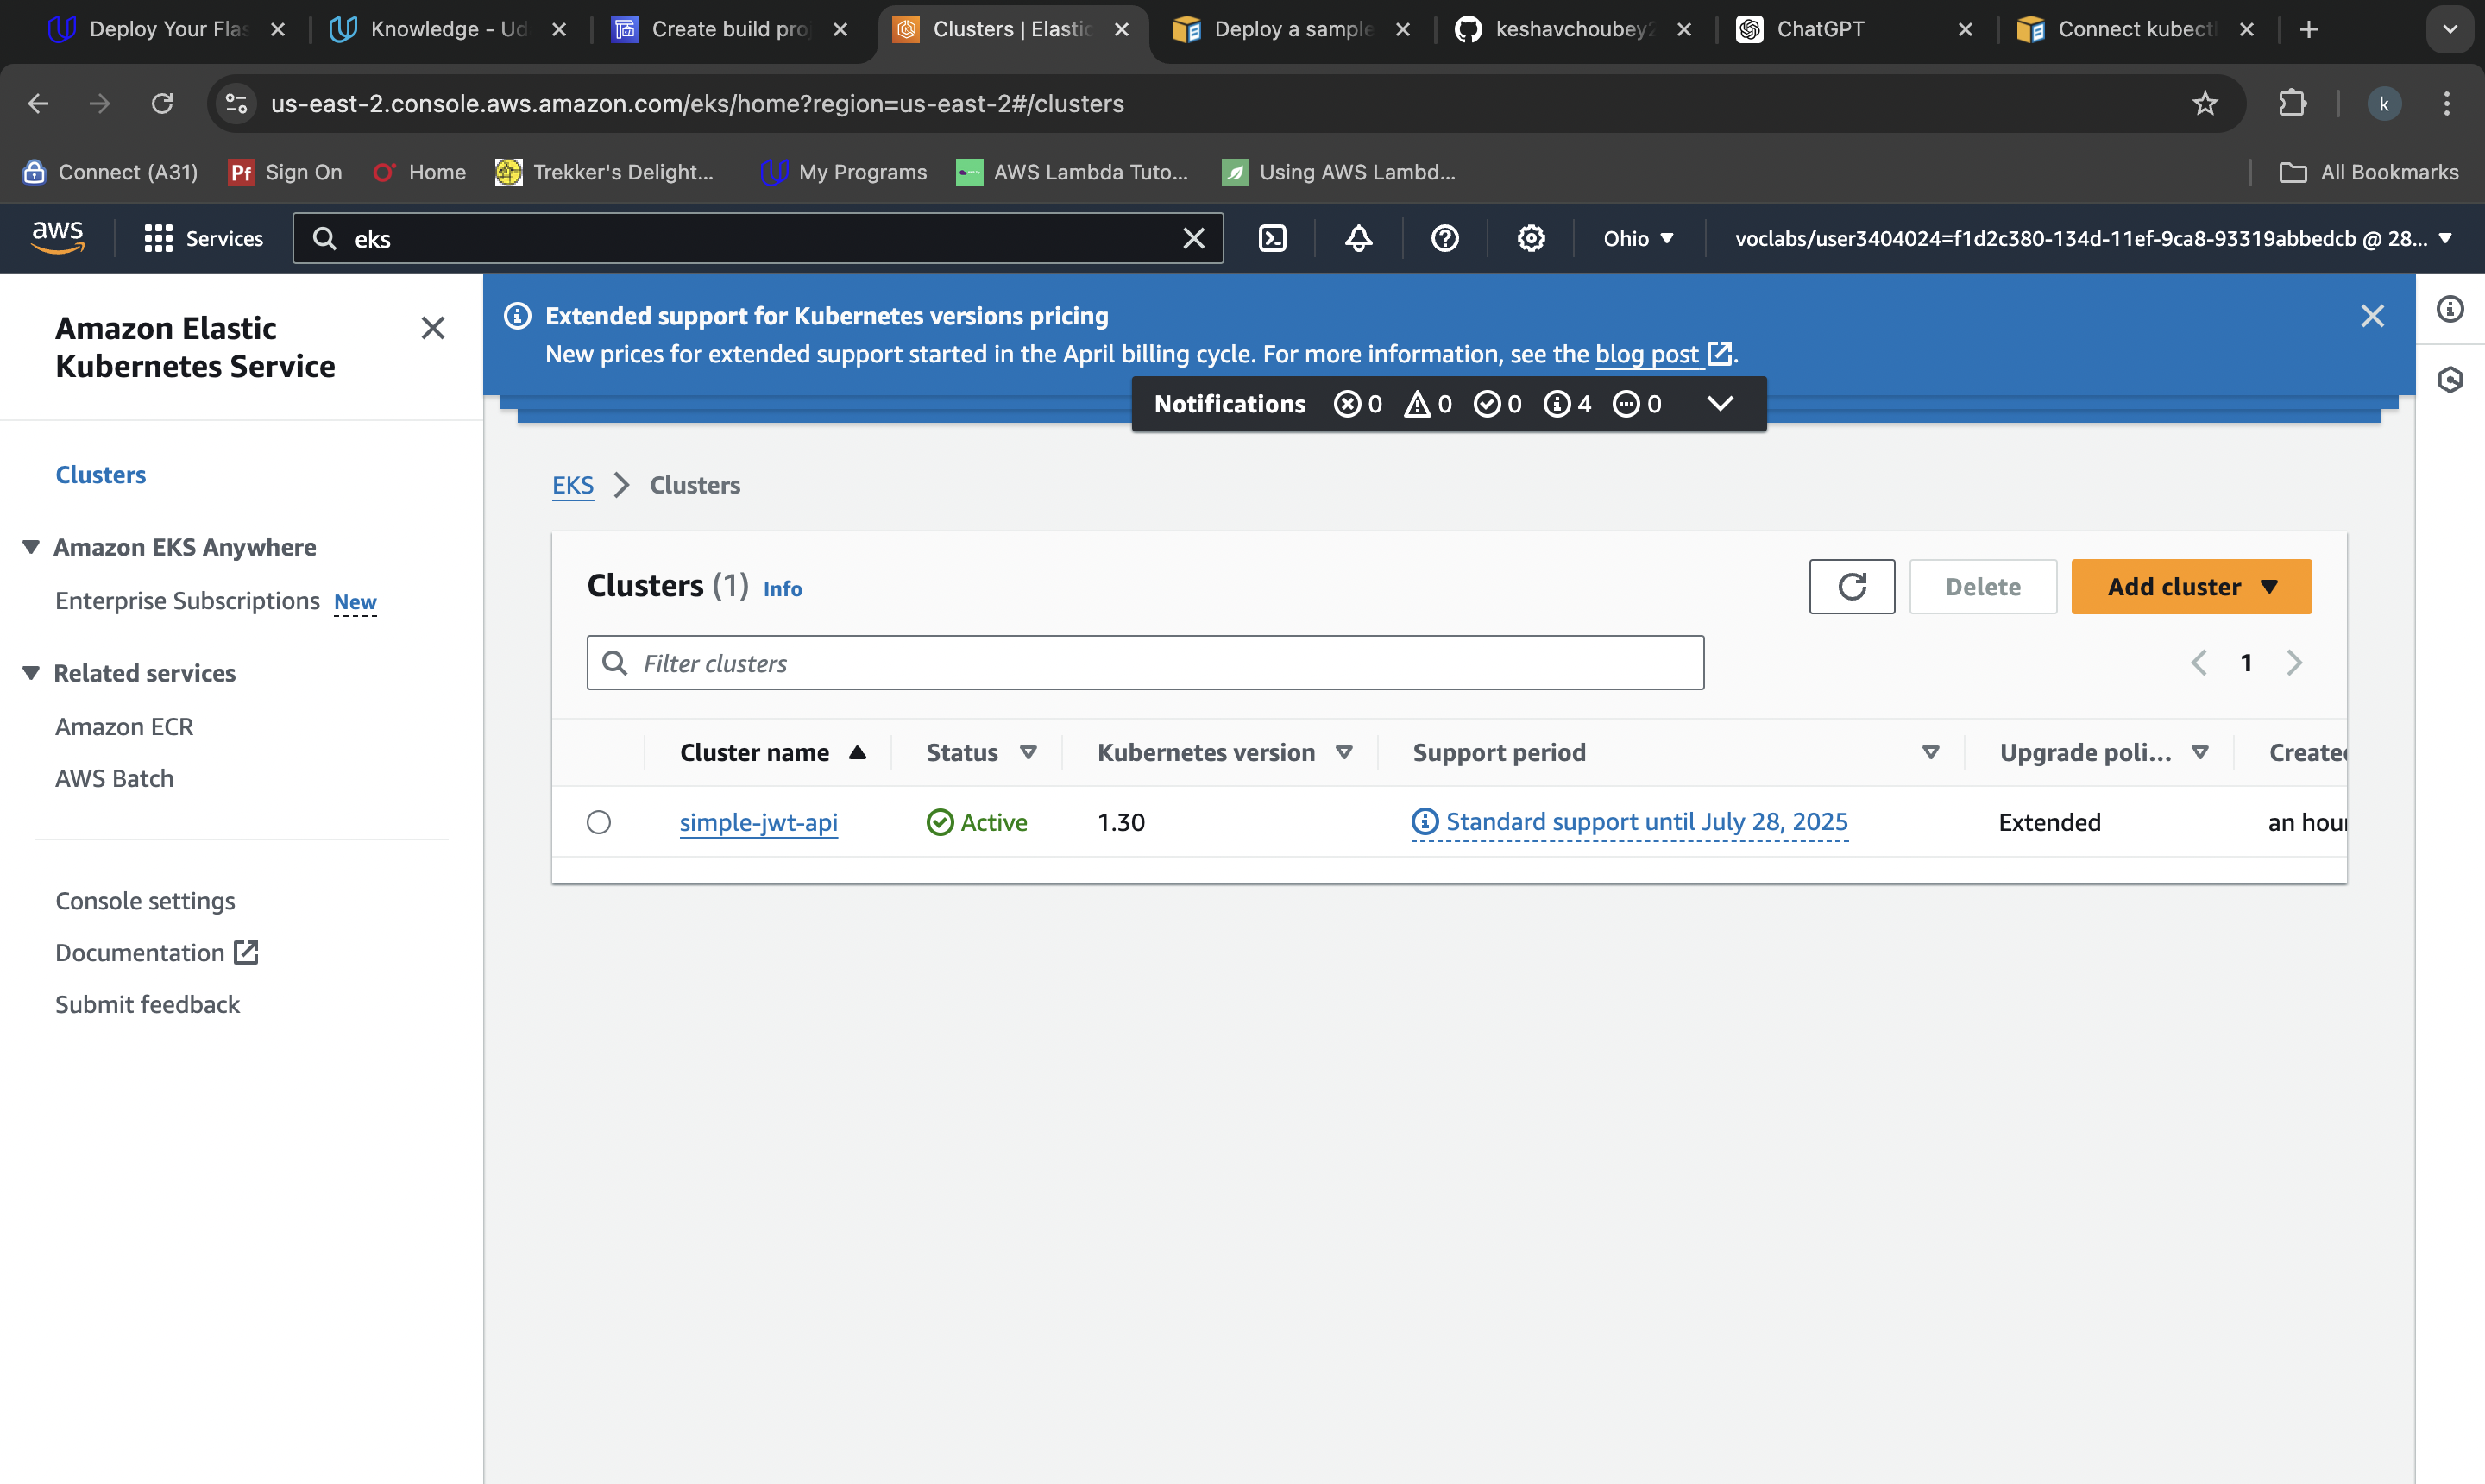 Deploy Your Flas
Knowledge - Ud
Create build proj
Clusters | Elastic
Deploy a sample
keshavchoubey2
ChatGPT
Connect kubectl
us-east-2.console.aws.amazon.com/eks/home?region=us-east-2#/clusters
k
Connect (A31)
Pf Sign On
Home
Trekker's Delight...
My Programs
AWS Lambda Tuto...
Using AWS Lambd...
All Bookmarks
aws
Services
eks
Ohio
voclabs/user3404024=f1d2c380-134d-11ef-9ca8-93319abbedcb @ 28...
Amazon Elastic
Kubernetes Service
Clusters
Amazon EKS Anywhere
Enterprise Subscriptions New
Related services
Amazon ECR
AWS Batch
Console settings
Documentation
Submit feedback
Extended support for Kubernetes versions pricing
New prices for extended support started in the April billing cycle. For more information, see the blog post.
Notifications 0 0 0 4 0
EKS Clusters
Clusters (1) Info
Delete
Add cluster
Filter clusters
1
Cluster name Status Kubernetes version Support period Upgrade poli... Created
simple-jwt-api Active 1.30 Standard support until July 28, 2025 Extended an hour